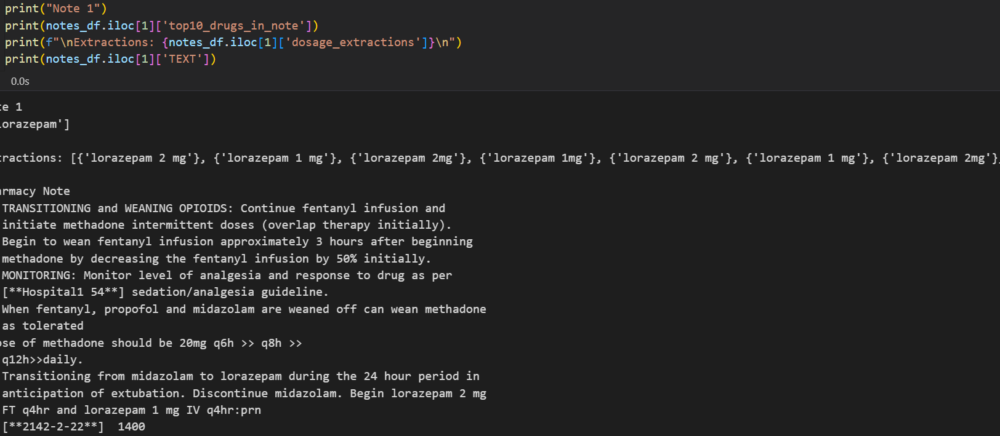 print("Note 1")
print(notes_df.iloc[1]['top10_drugs_in_note'])
print(f"\nExtractions: {notes_df.iloc[1]['dosage_extractions']}\n")
print(notes_df.iloc[1]['TEXT'])
0.0s
te 1
lorazepam']
tractions: [{'lorazepam 2 mg'}, {'lorazepam 1 mg'}, {'lorazepam 2mg'}, {'lorazepam 1mg'}, {'lorazepam 2 mg'}, {'lorazepam 1 mg'}, {'lorazepam 2mg'},
armacy Note
TRANSITIONING and WEANING OPIOIDS: Continue fentanyl infusion and
initiate methadone intermittent doses (overlap therapy initially).
Begin to wean fentanyl infusion approximately 3 hours after beginning
methadone by decreasing the fentanyl infusion by 50% initially.
MONITORING: Monitor level of analgesia and response to drug as per
[**Hospital1 54**] sedation/analgesia guideline.
When fentanyl, propofol and midazolam are weaned off can wean methadone
as tolerated
ose of methadone should be 20mg q6h >> q8h >>
q12h>>daily.
Transitioning from midazolam to lorazepam during the 24 hour period in
anticipation of extubation. Discontinue midazolam. Begin lorazepam 2 mg
FT q4hr and lorazepam 1 mg IV q4hr:prn
[**2142-2-22**]  1400